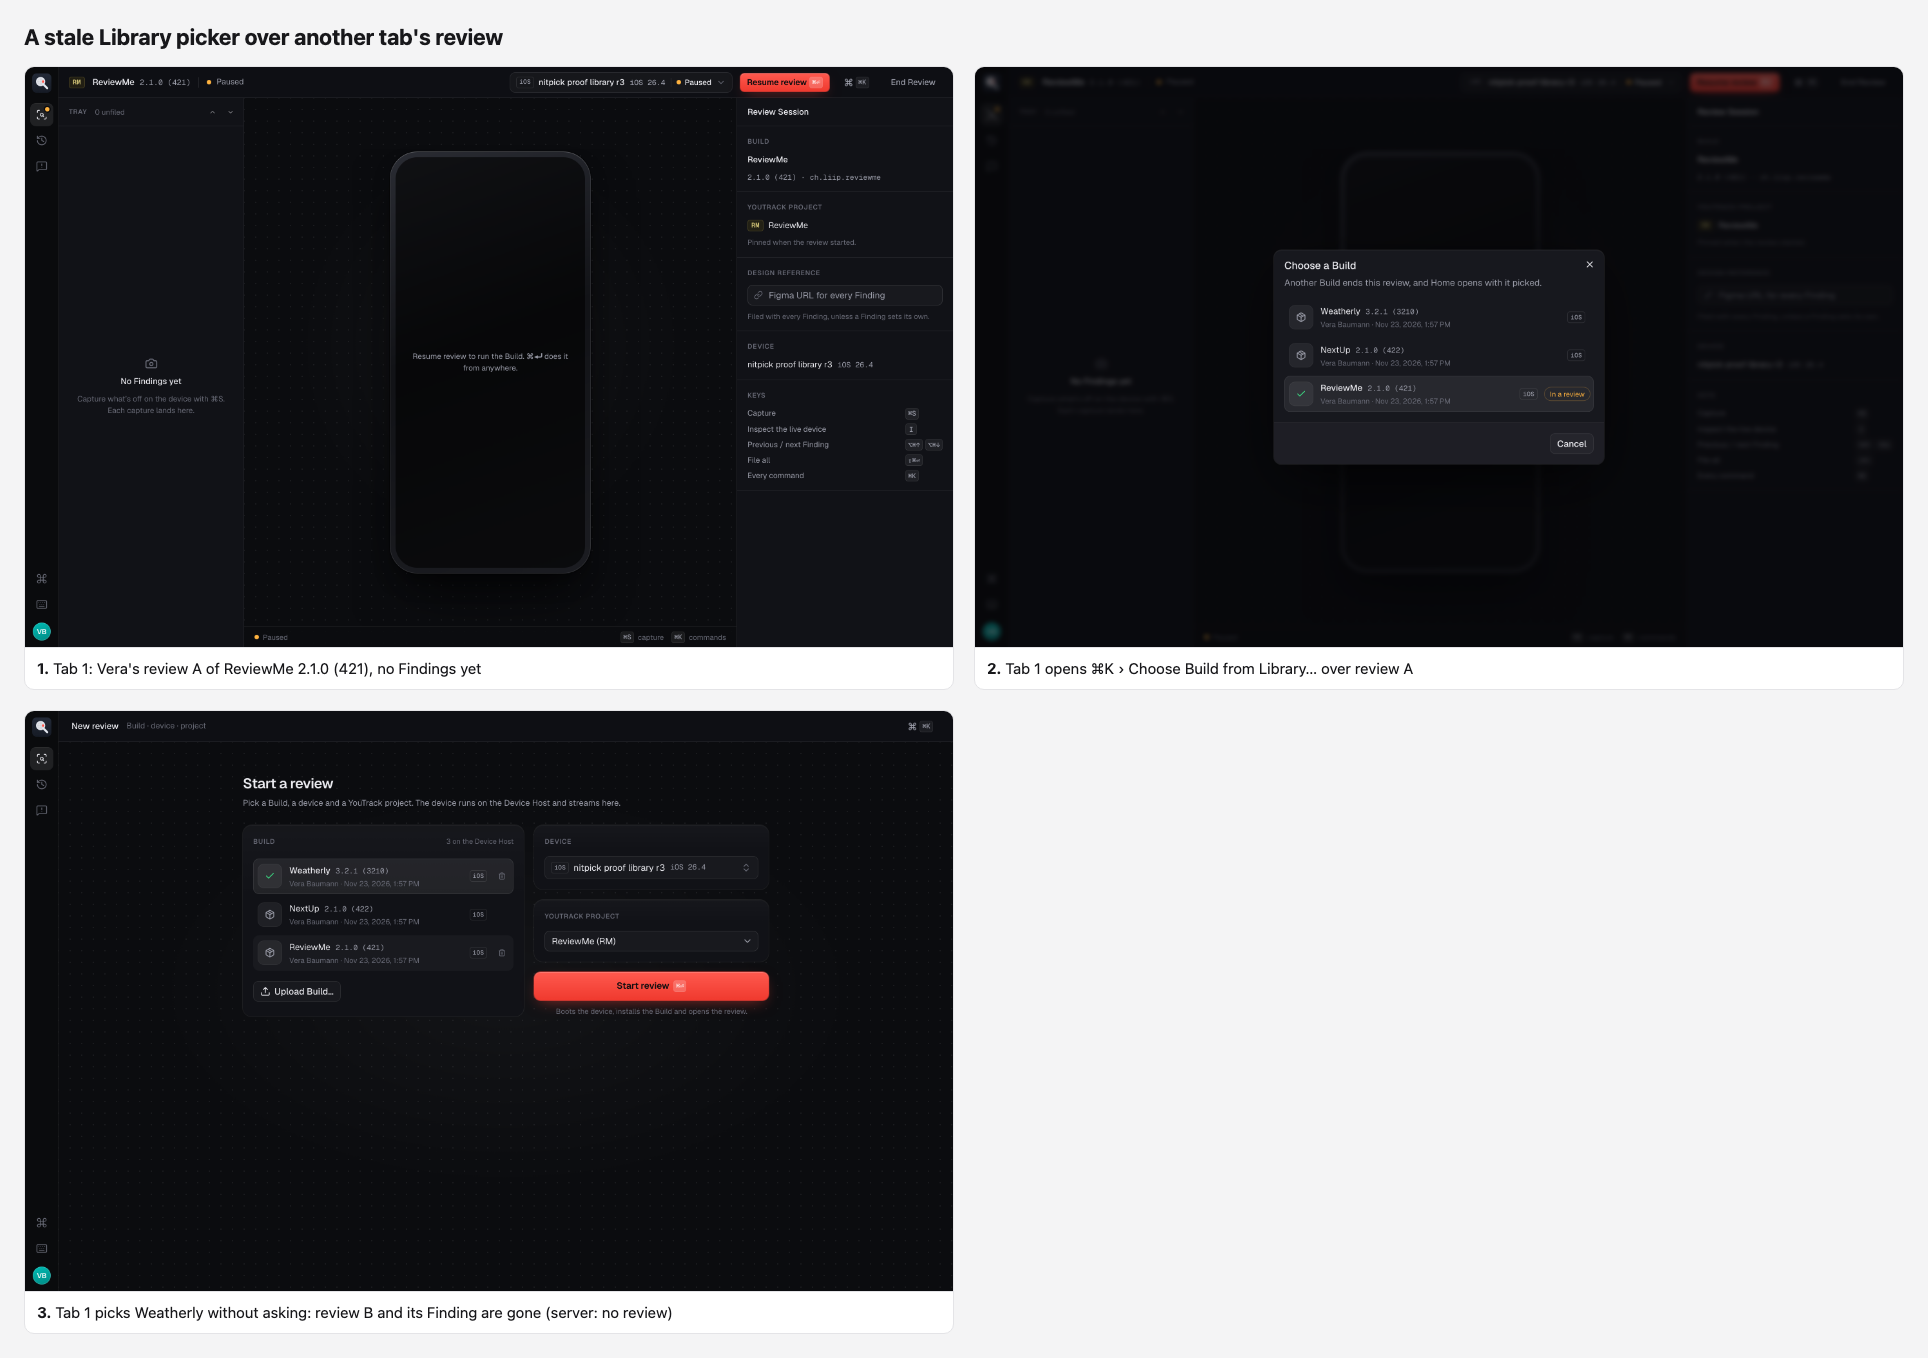 A stale Library picker over another tab's review
RM ReviewMe 2.1.0 (421) Paused
iOS nitpick proof library r3 iOS 26.4 Paused
Resume review
⌘ ⌘K
End Review
TRAY 0 unfiled
No Findings yet
Capture what's off on the device with ⌘S.
Each capture lands here.
Resume review to run the Build. ⌘↵ does it
from anywhere.
Paused
⌘S capture ⌘K commands
Review Session
BUILD
ReviewMe
2.1.0 (421) · ch.liip.reviewme
YOUTRACK PROJECT
RM ReviewMe
Pinned when the review started.
DESIGN REFERENCE
Figma URL for every Finding
Filed with every Finding, unless a Finding sets its own.
DEVICE
nitpick proof library r3 iOS 26.4
KEYS
Capture ⌘S
Inspect the live device I
Previous / next Finding
File all
Every command ⌘K
VB
1. Tab 1: Vera's review A of ReviewMe 2.1.0 (421), no Findings yet
Choose a Build
Another Build ends this review, and Home opens with it picked.
Weatherly 3.2.1 (3210)
Vera Baumann · Nov 23, 2026, 1:57 PM
iOS
NextUp 2.1.0 (422)
Vera Baumann · Nov 23, 2026, 1:57 PM
iOS
ReviewMe 2.1.0 (421)
Vera Baumann · Nov 23, 2026, 1:57 PM
iOS In a review
Cancel
2. Tab 1 opens ⌘K › Choose Build from Library... over review A
New review Build · device · project
⌘ ⌘K
Start a review
Pick a Build, a device and a YouTrack project. The device runs on the Device Host and streams here.
BUILD 3 on the Device Host
Weatherly 3.2.1 (3210)
Vera Baumann · Nov 23, 2026, 1:57 PM
iOS
NextUp 2.1.0 (422)
Vera Baumann · Nov 23, 2026, 1:57 PM
iOS
ReviewMe 2.1.0 (421)
Vera Baumann · Nov 23, 2026, 1:57 PM
iOS
Upload Build...
DEVICE
iOS nitpick proof library r3 iOS 26.4
YOUTRACK PROJECT
ReviewMe (RM)
Start review
Boots the device, installs the Build and opens the review.
VB
3. Tab 1 picks Weatherly without asking: review B and its Finding are gone (server: no review)